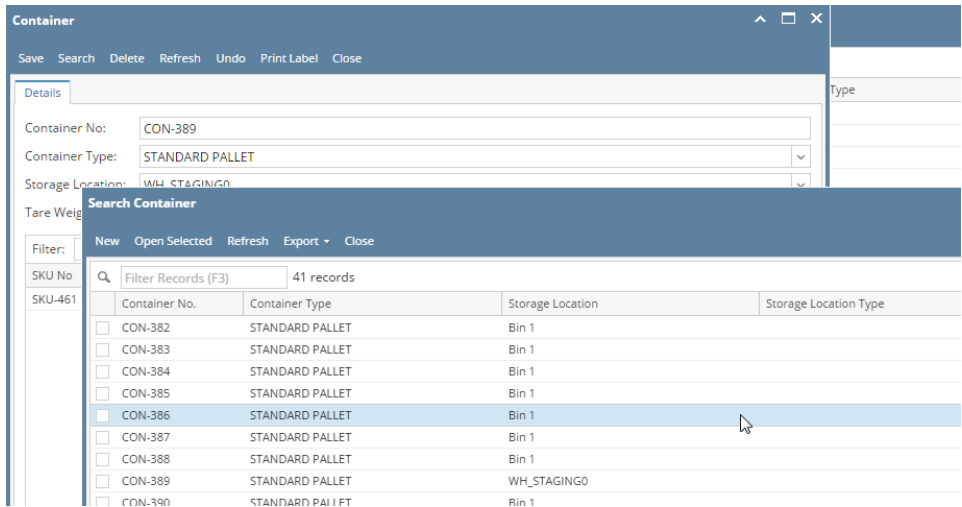 Container
Save Search Delete Refresh Undo Print Label Close
Details
Type
Container No: CON-389
Container Type: STANDARD PALLET
Storage Location: WH_STAGING0
Tare Weig
Search Container
New Open Selected Refresh Export Close
Filter:
Filter Records (F3) 41 records
SKU No
SKU-461
Container No. Container Type Storage Location Storage Location Type
CON-382 STANDARD PALLET Bin 1
CON-383 STANDARD PALLET Bin 1
CON-384 STANDARD PALLET Bin 1
CON-385 STANDARD PALLET Bin 1
CON-386 STANDARD PALLET Bin 1
CON-387 STANDARD PALLET Bin 1
CON-388 STANDARD PALLET Bin 1
CON-389 STANDARD PALLET WH_STAGING0
CON-390 STANDARD PALLET Bin 1